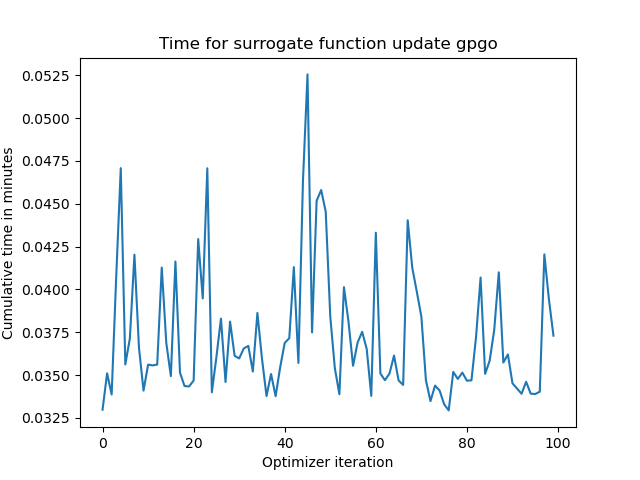 Time for surrogate function update gpgo
Cumulative time in minutes
0.0525
0.0500
0.0475
0.0450
0.0425
0.0400
0.0375
0.0350
0.0325
0 20 40 60 80 100
Optimizer iteration